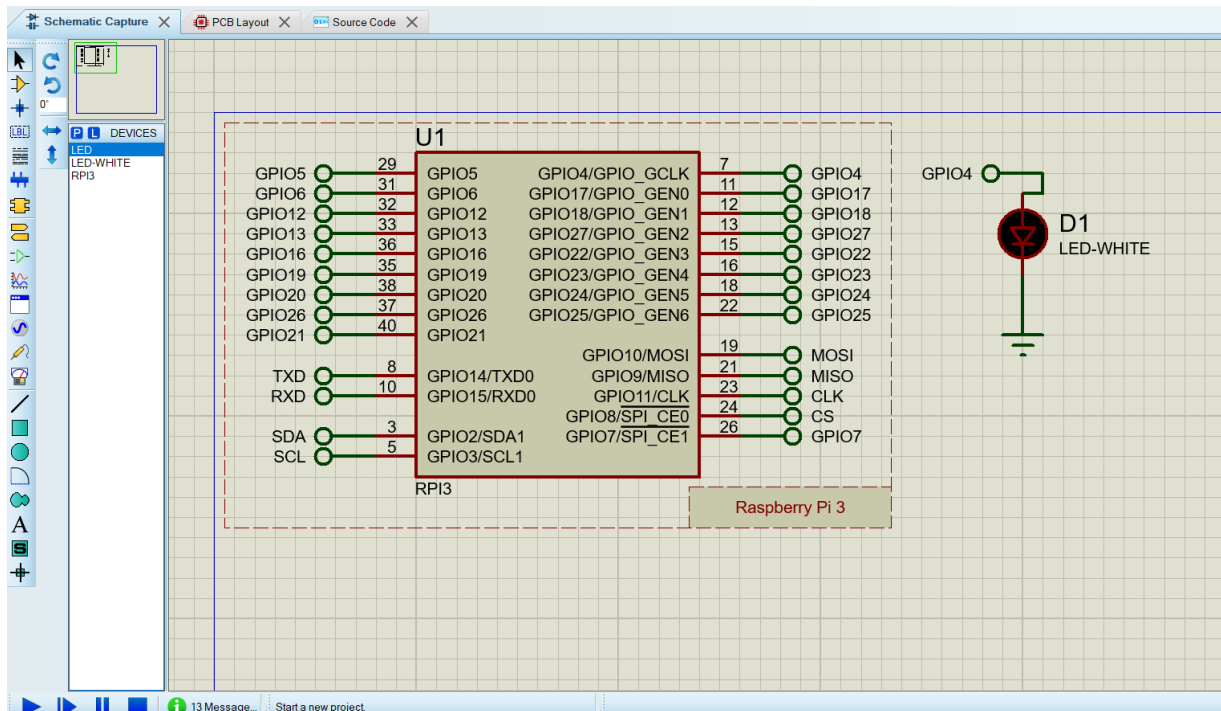 Schematic Capture
PCB Layout
Source Code
0°
LBL
P L DEVICES
LED
LED-WHITE
RPI3
A
S
U1
GPIO5 29 GPIO5 GPIO4/GPIO_GCLK 7 GPIO4
GPIO6 31 GPIO6 GPIO17/GPIO_GEN0 11 GPIO17
GPIO12 32 GPIO12 GPIO18/GPIO_GEN1 12 GPIO18
GPIO13 33 GPIO13 GPIO27/GPIO_GEN2 13 GPIO27
GPIO16 36 GPIO16 GPIO22/GPIO_GEN3 15 GPIO22
GPIO19 35 GPIO19 GPIO23/GPIO_GEN4 16 GPIO23
GPIO20 38 GPIO20 GPIO24/GPIO_GEN5 18 GPIO24
GPIO26 37 GPIO26 GPIO25/GPIO_GEN6 22 GPIO25
GPIO21 40 GPIO21
GPIO10/MOSI 19 MOSI
TXD 8 GPIO14/TXD0 GPIO9/MISO 21 MISO
RXD 10 GPIO15/RXD0 GPIO11/CLK 23 CLK
GPIO8/SPI_CE0 24 CS
SDA 3 GPIO2/SDA1 GPIO7/SPI_CE1 26 GPIO7
SCL 5 GPIO3/SCL1
RPI3
Raspberry Pi 3
GPIO4
D1
LED-WHITE
13 Message...
Start a new project.